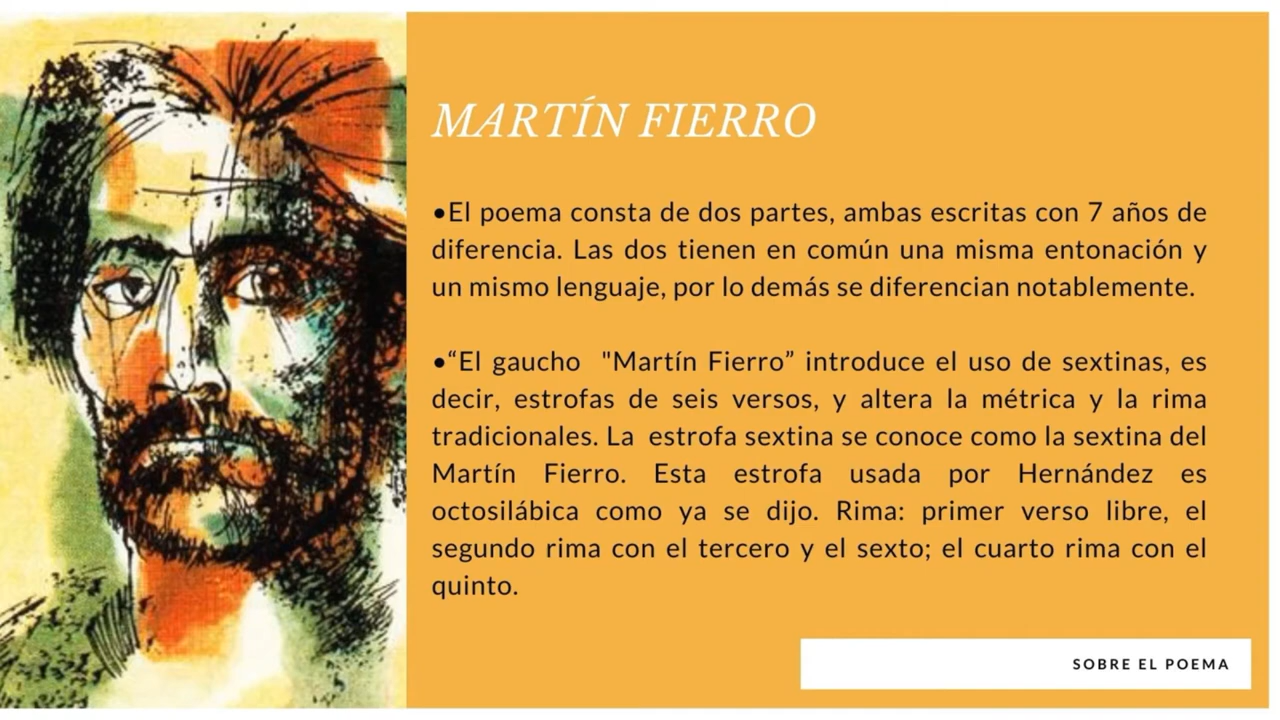 MARTÍN FIERRO
•El poema consta de dos partes, ambas escritas con 7 años de
diferencia. Las dos tienen en común una misma entonación y
un mismo lenguaje, por lo demás se diferencian notablemente.
•“El gaucho "Martín Fierro” introduce el uso de sextinas, es
decir, estrofas de seis versos, y altera la métrica y la rima
tradicionales. La estrofa sextina se conoce como la sextina del
Martín Fierro. Esta estrofa usada por Hernández es
octosilábica como ya se dijo. Rima: primer verso libre, el
segundo rima con el tercero y el sexto; el cuarto rima con el
quinto.
SOBRE EL POEMA